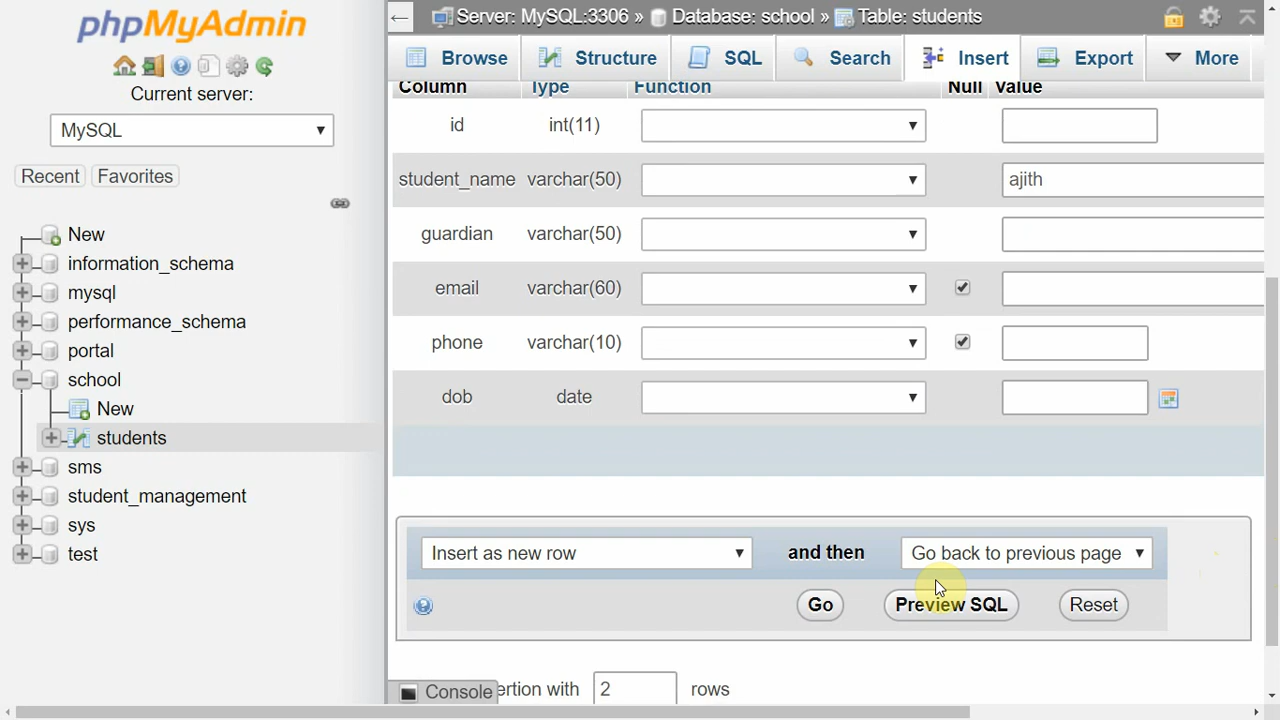 phpMyAdmin
Current server:
MySQL
Recent Favorites
New
information_schema
mysql
performance_schema
portal
school
New
students
sms
student_management
sys
test
Server: MySQL:3306 » Database: school » Table: students
Browse Structure SQL Search Insert Export More
Column Type Function Null Value
id int(11)
student_name varchar(50) ajith
guardian varchar(50)
email varchar(60)
phone varchar(10)
dob date
Insert as new row and then Go back to previous page
Go Preview SQL Reset
Console ertion with 2 rows